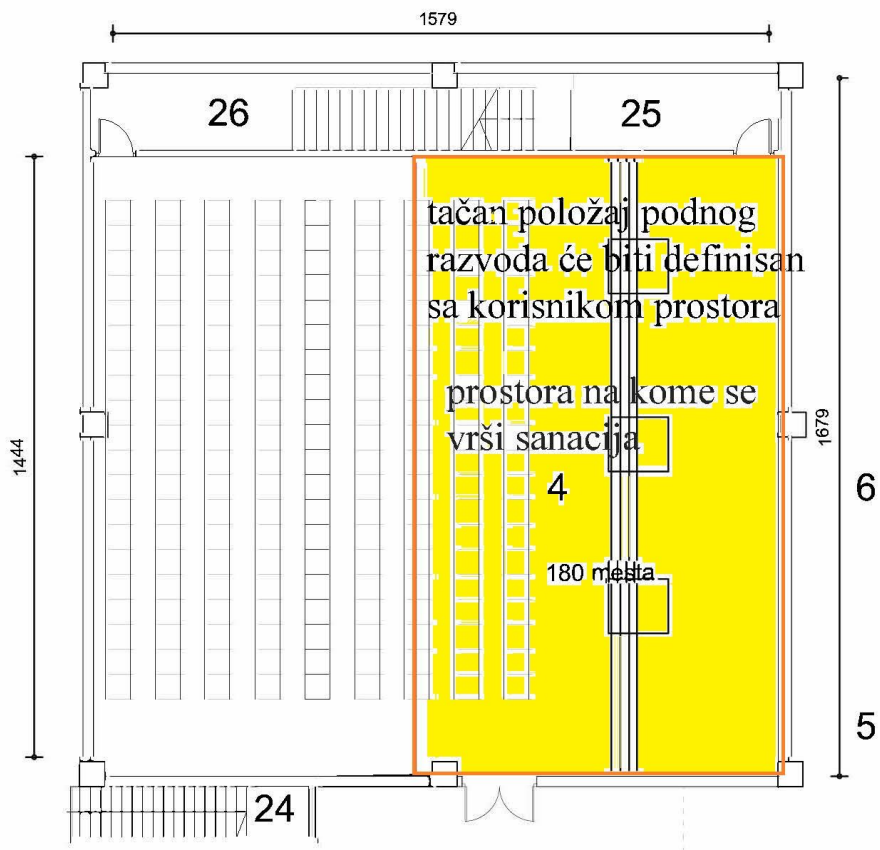 1579
26
25
tačan položaj podnog
razvoda će biti definisan
sa korisnikom prostora
prostora na kome se
vrši sanacija
1444
1679
4
6
180 mesta
5
24